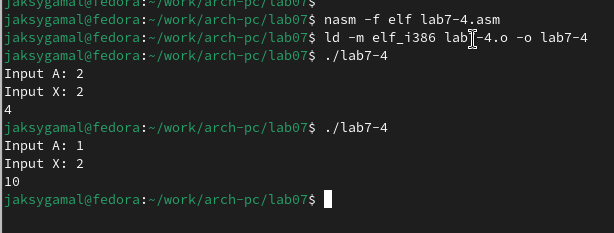 jaksygamal@fedora:~/work/arch-pc/lab07$ nasm -f elf lab7-4.asm
jaksygamal@fedora:~/work/arch-pc/lab07$ ld -m elf_i386 lab7-4.o -o lab7-4
jaksygamal@fedora:~/work/arch-pc/lab07$ ./lab7-4
Input A: 2
Input X: 2
4
jaksygamal@fedora:~/work/arch-pc/lab07$ ./lab7-4
Input A: 1
Input X: 2
10
jaksygamal@fedora:~/work/arch-pc/lab07$